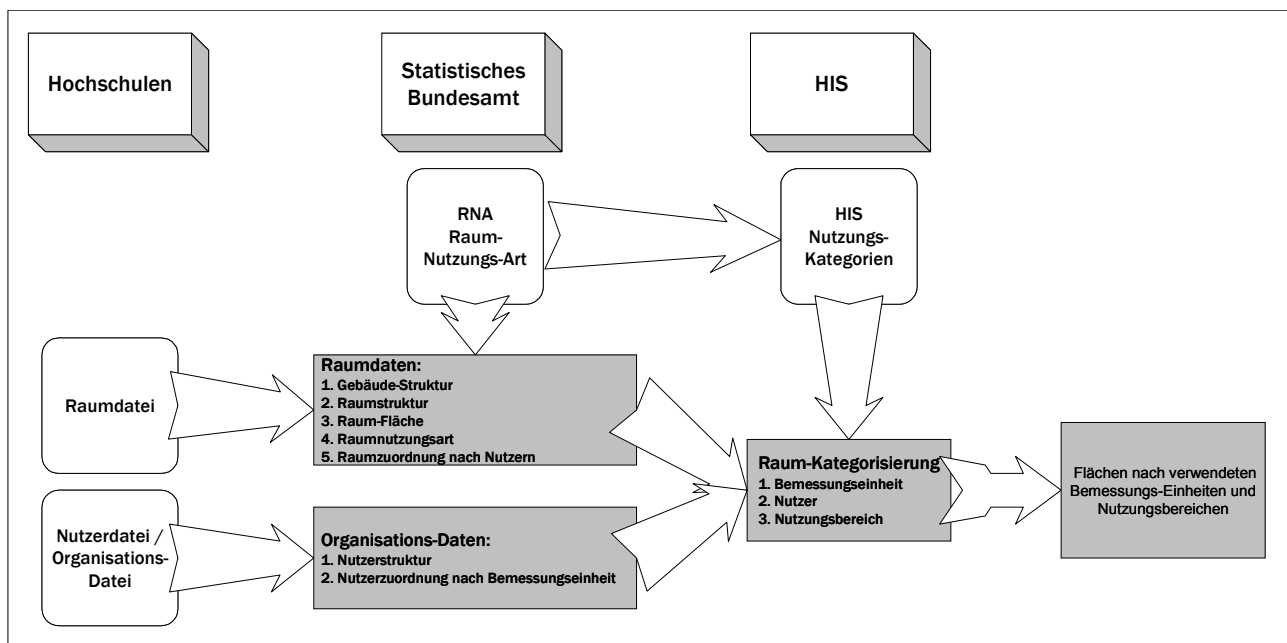 Hochschulen
Statistisches
Bundesamt
HIS
RNA
Raum-
Nutzungs-Art
HIS
Nutzungs-
Kategorien
Raumdatei
Raumdaten:
1. Gebäude-Struktur
2. Raumstruktur
3. Raum-Fläche
4. Raumnutzungsart
5. Raumzuordnung nach Nutzern
Raum-Kategorisierung
1. Bemessungseinheit
2. Nutzer
3. Nutzungsbereich
Flächen nach verwendeten
Bemessungs-Einheiten und
Nutzungsbereichen
Nutzerdatei /
Organisations-
Datei
Organisations-Daten:
1. Nutzerstruktur
2. Nutzerzuordnung nach Bemessungseinheit